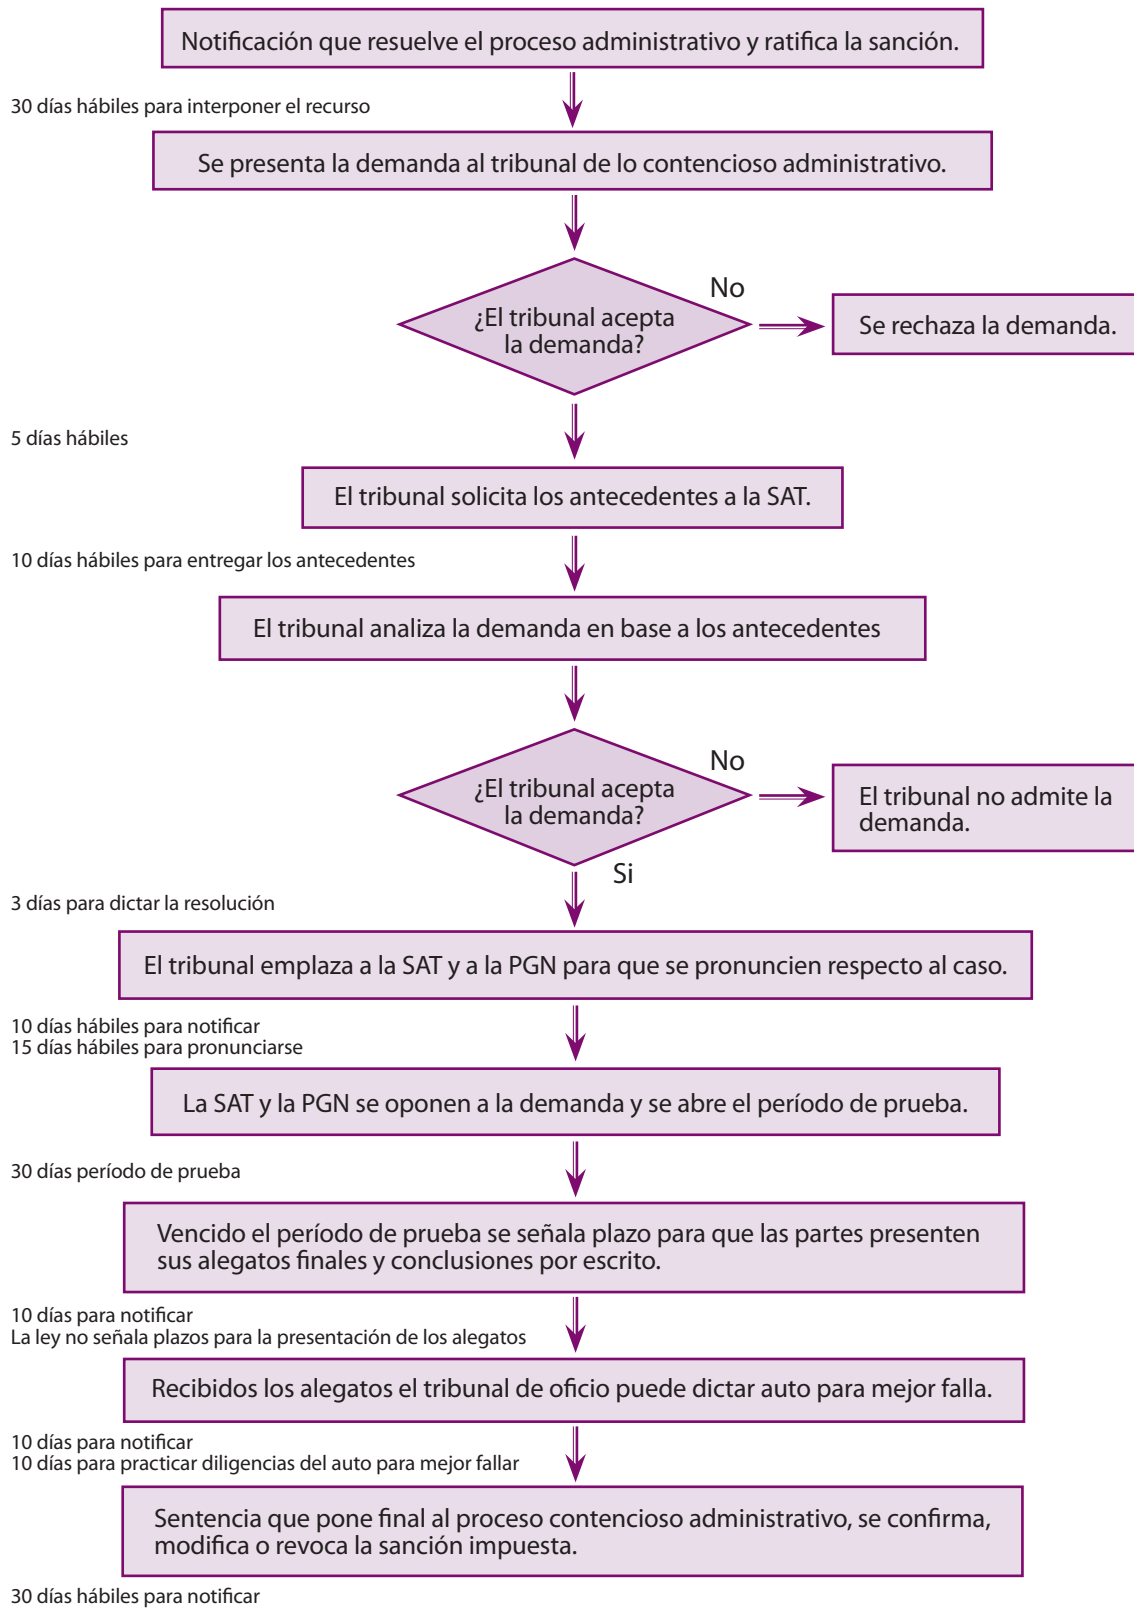 Notificación que resuelve el proceso administrativo y ratifica la sanción.
30 días hábiles para interponer el recurso
Se presenta la demanda al tribunal de lo contencioso administrativo.
No
¿El tribunal acepta
la demanda?
Se rechaza la demanda.
5 días hábiles
El tribunal solicita los antecedentes a la SAT.
10 días hábiles para entregar los antecedentes
El tribunal analiza la demanda en base a los antecedentes
No
¿El tribunal acepta
la demanda?
El tribunal no admite la
demanda.
Si
3 días para dictar la resolución
El tribunal emplaza a la SAT y a la PGN para que se pronuncien respecto al caso.
10 días hábiles para notificar
15 días hábiles para pronunciarse
La SAT y la PGN se oponen a la demanda y se abre el período de prueba.
30 días período de prueba
Vencido el período de prueba se señala plazo para que las partes presenten
sus alegatos finales y conclusiones por escrito.
10 días para notificar
La ley no señala plazos para la presentación de los alegatos
Recibidos los alegatos el tribunal de oficio puede dictar auto para mejor falla.
10 días para notificar
10 días para practicar diligencias del auto para mejor fallar
Sentencia que pone final al proceso contencioso administrativo, se confirma,
modifica o revoca la sanción impuesta.
30 días hábiles para notificar